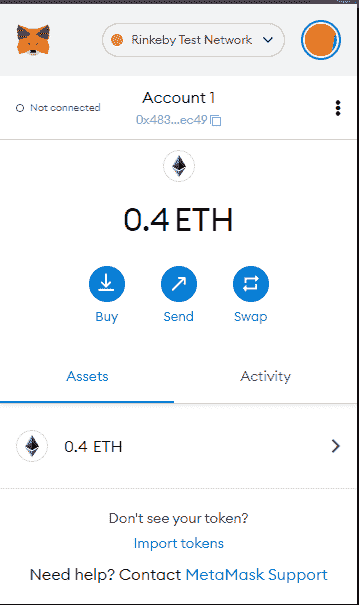 Rinkeby Test Network
Not connected
Account 1
0x483...ec49
0.4 ETH
Buy
Send
Swap
Assets
Activity
0.4 ETH
Don't see your token?
Import tokens
Need help? Contact MetaMask Support